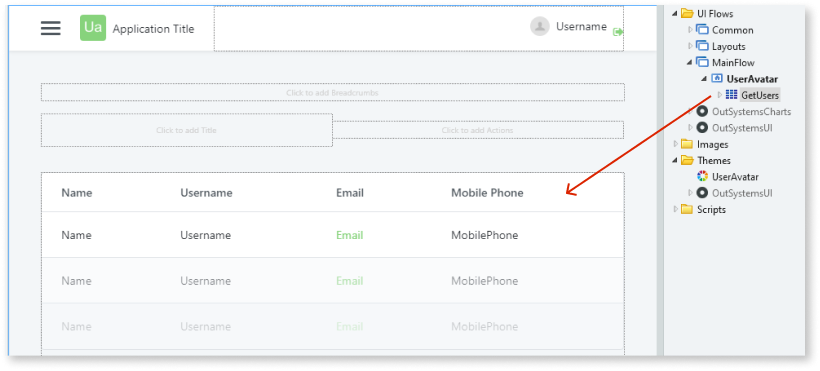 Ua Application Title Username
Click to add Breadcrumbs
Click to add Title Click to add Actions
Name Username Email Mobile Phone
Name Username Email MobilePhone
Name Username Email MobilePhone
Name Username Email MobilePhone
UI Flows
Common
Layouts
MainFlow
UserAvatar
GetUsers
OutSystemsCharts
OutSystemsUI
Images
Themes
UserAvatar
OutSystemsUI
Scripts